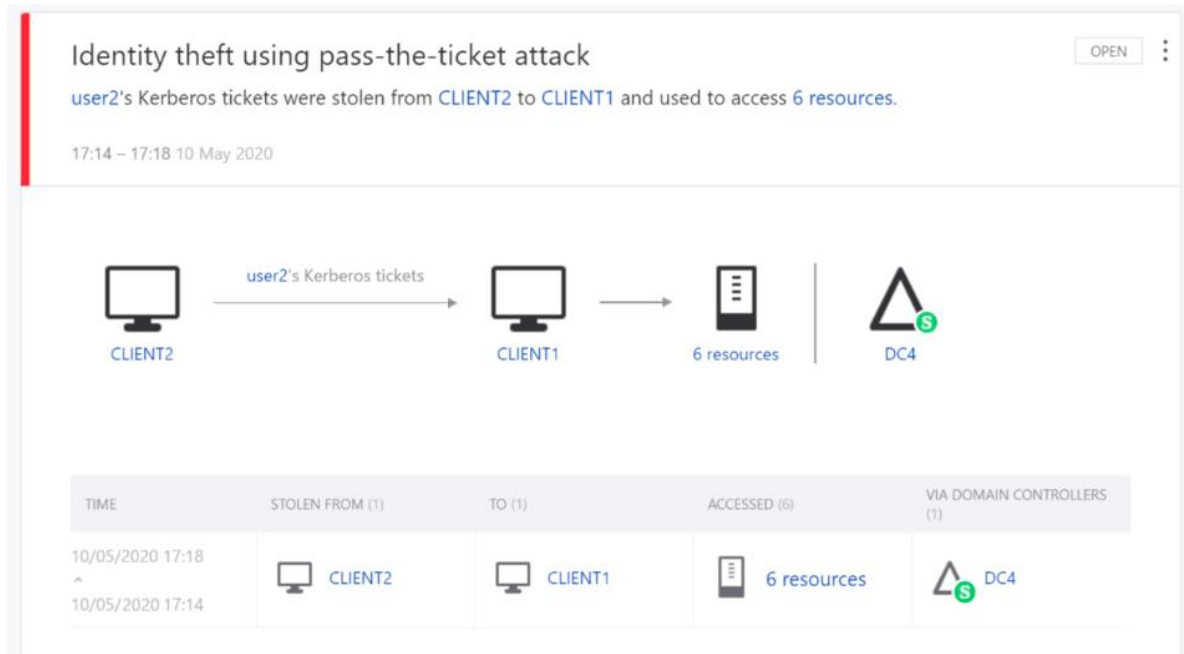 Identity theft using pass-the-ticket attack
OPEN
user2's Kerberos tickets were stolen from CLIENT2 to CLIENT1 and used to access 6 resources.
17:14 – 17:18 10 May 2020
user2's Kerberos tickets
CLIENT2
CLIENT1
6 resources
DC4
S
TIME
STOLEN FROM (1)
TO (1)
ACCESSED (6)
VIA DOMAIN CONTROLLERS
(1)
10/05/2020 17:18
10/05/2020 17:14
CLIENT2
CLIENT1
6 resources
S
DC4